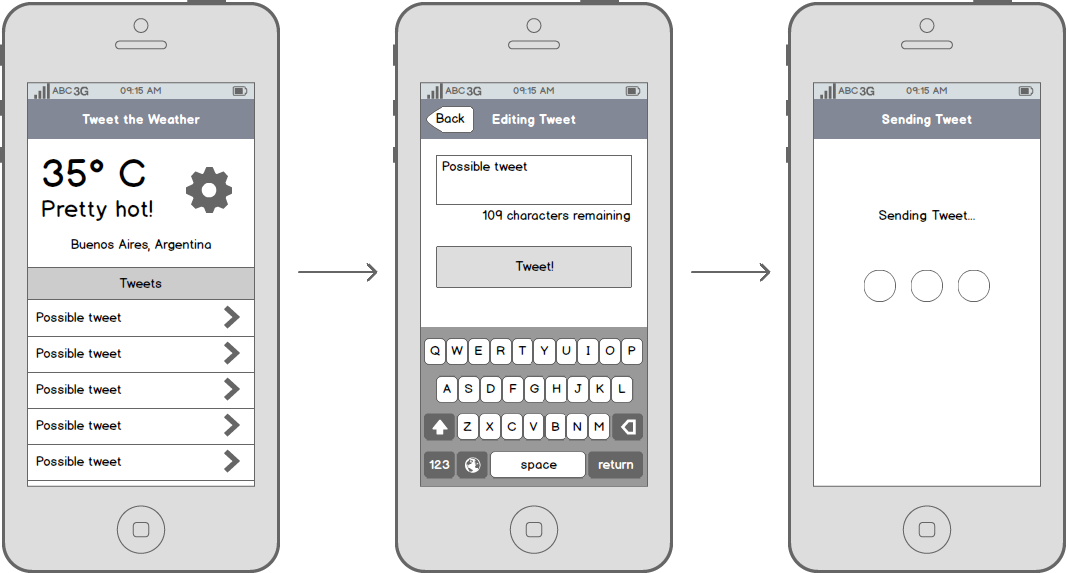 ABC 3G 09:15 AM
Tweet the Weather
35° C
Pretty hot!
Buenos Aires, Argentina
Tweets
Possible tweet
Possible tweet
Possible tweet
Possible tweet
Possible tweet
ABC 3G 09:15 AM
Back Editing Tweet
Possible tweet
109 characters remaining
Tweet!
Q W E R T Y U I O P
A S D F G H J K L
Z X C V B N M
123 space return
ABC 3G 09:15 AM
Sending Tweet
Sending Tweet...